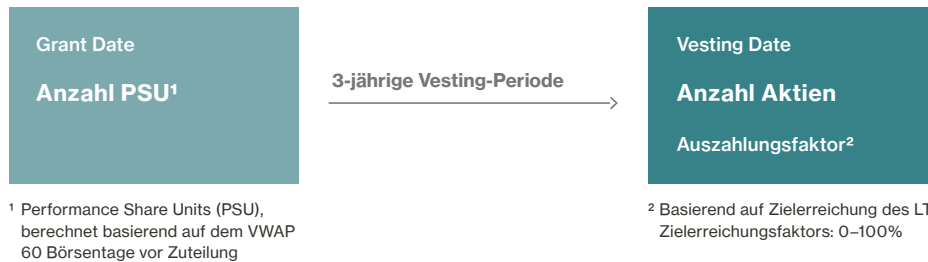 Grant Date
Anzahl PSU¹
3-jährige Vesting-Periode
Vesting Date
Anzahl Aktien
Auszahlungsfaktor²
¹ Performance Share Units (PSU),
berechnet basierend auf dem VWAP
60 Börsentage vor Zuteilung
² Basierend auf Zielerreichung des
Zielerreichungsfaktors: 0–100%